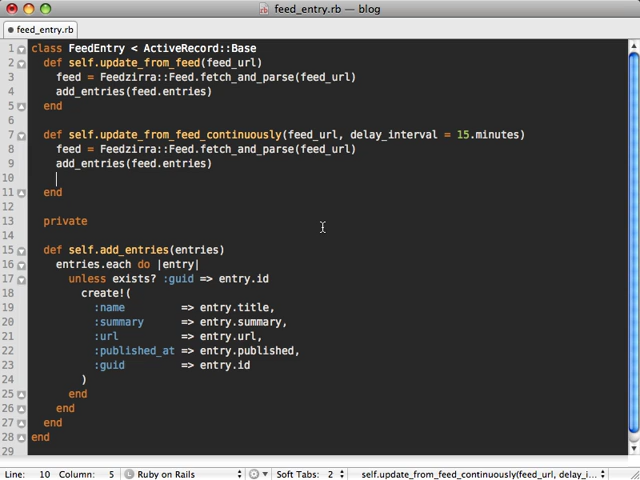 feed_entry.rb — blog
feed_entry.rb
1 class FeedEntry < ActiveRecord::Base
2 def self.update_from_feed(feed_url)
3 feed = Feedzirra::Feed.fetch_and_parse(feed_url)
4 add_entries(feed.entries)
5 end
6
7 def self.update_from_feed_continuously(feed_url, delay_interval = 15.minutes)
8 feed = Feedzirra::Feed.fetch_and_parse(feed_url)
9 add_entries(feed.entries)
10
11 end
12
13 private
14
15 def self.add_entries(entries)
16 entries.each do |entry|
17 unless exists? :guid => entry.id
18 create!(
19 :name => entry.title,
20 :summary => entry.summary,
21 :url => entry.url,
22 :published_at => entry.published,
23 :guid => entry.id
24 )
25 end
26 end
27 end
28 end
29
Line: 10 Column: 5 L Ruby on Rails Soft Tabs: 2 self.update_from_feed_continuously(feed_url, delay_i...